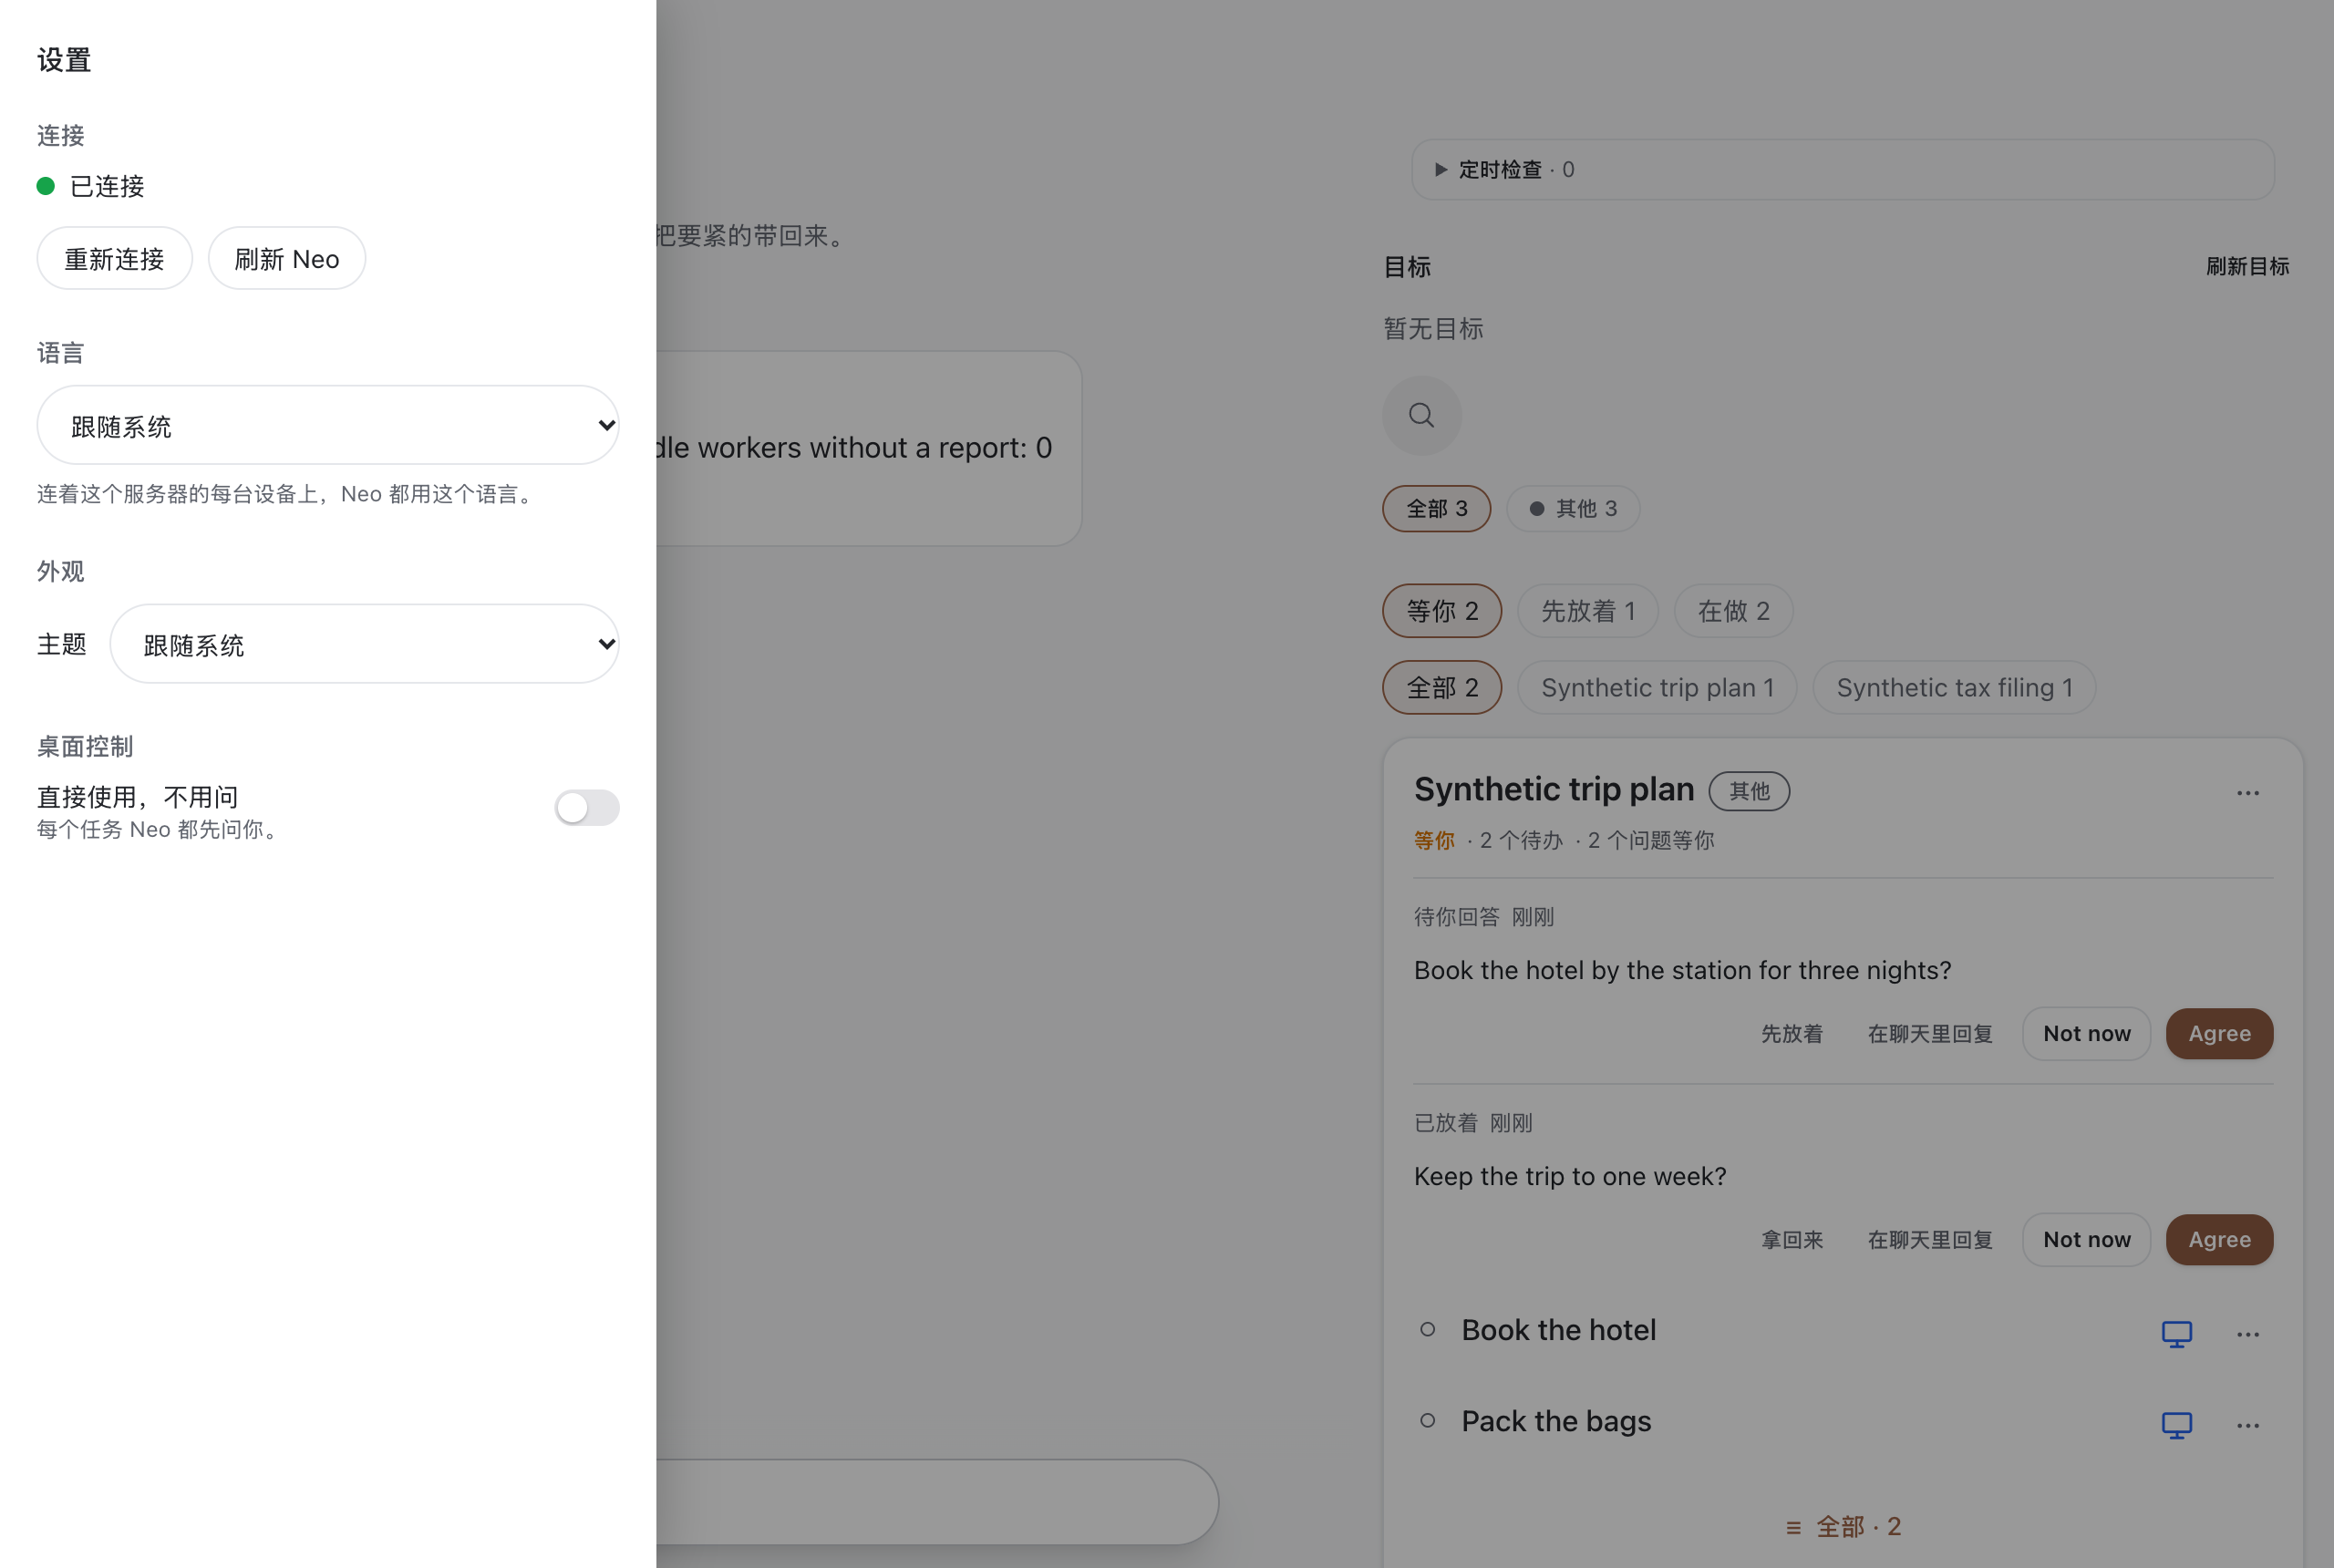 设置
连接
已连接
重新连接
刷新 Neo
语言
跟随系统
连着这个服务器的每台设备上，Neo 都用这个语言。
外观
主题
跟随系统
桌面控制
直接使用，不用问
每个任务 Neo 都先问你。
把要紧的带回来。
dle workers without a report: 0
定时检查 · 0
目标
刷新目标
暂无目标
全部 3
其他 3
等你 2
先放着 1
在做 2
全部 2
Synthetic trip plan 1
Synthetic tax filing 1
Synthetic trip plan
其他
等你 · 2 个待办 · 2 个问题等你
待你回答 刚刚
Book the hotel by the station for three nights?
先放着
在聊天里回复
Not now
Agree
已放着 刚刚
Keep the trip to one week?
拿回来
在聊天里回复
Not now
Agree
Book the hotel
Pack the bags
全部 · 2